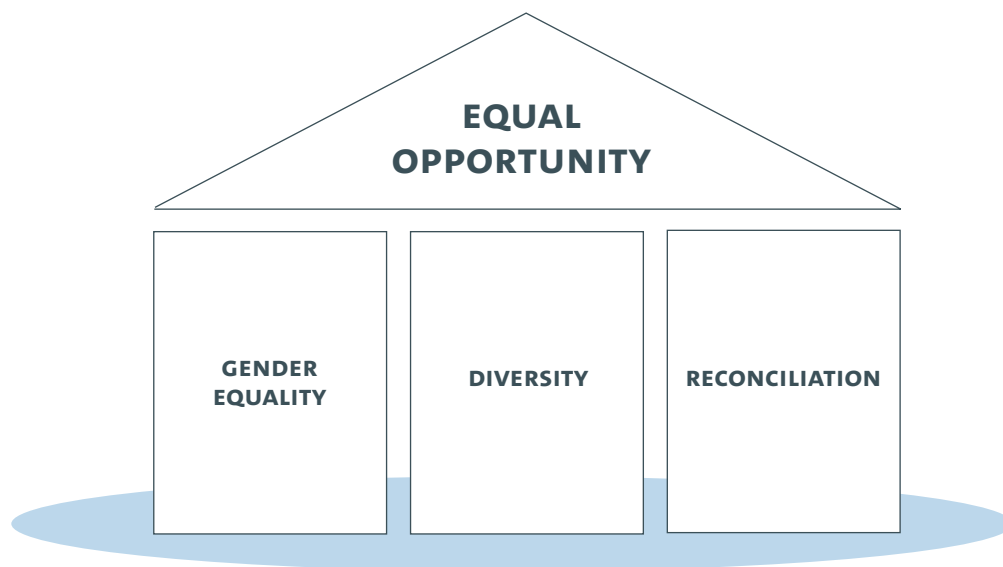 EQUAL
OPPORTUNITY
GENDER
EQUALITY
DIVERSITY
RECONCILIATION